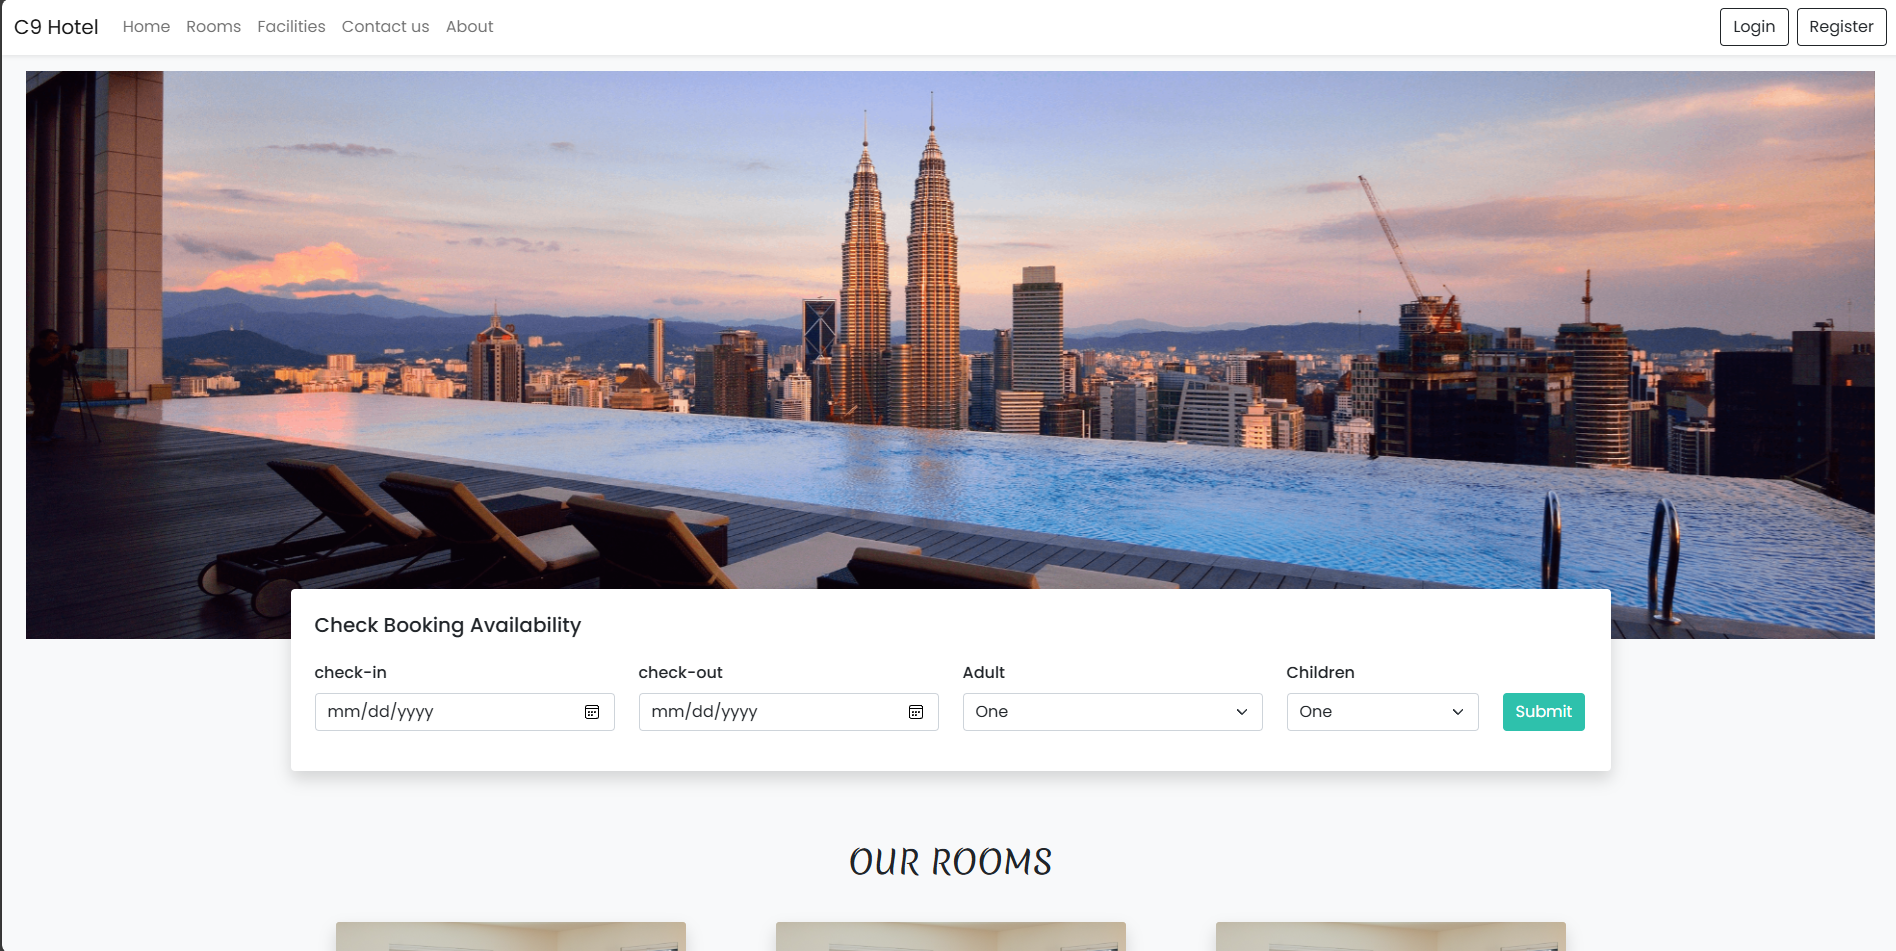 C9 Hotel Home Rooms Facilities Contact us About Login Register
Check Booking Availability
check-in check-out Adult Children
mm/dd/yyyy mm/dd/yyyy One One Submit
OUR ROOMS